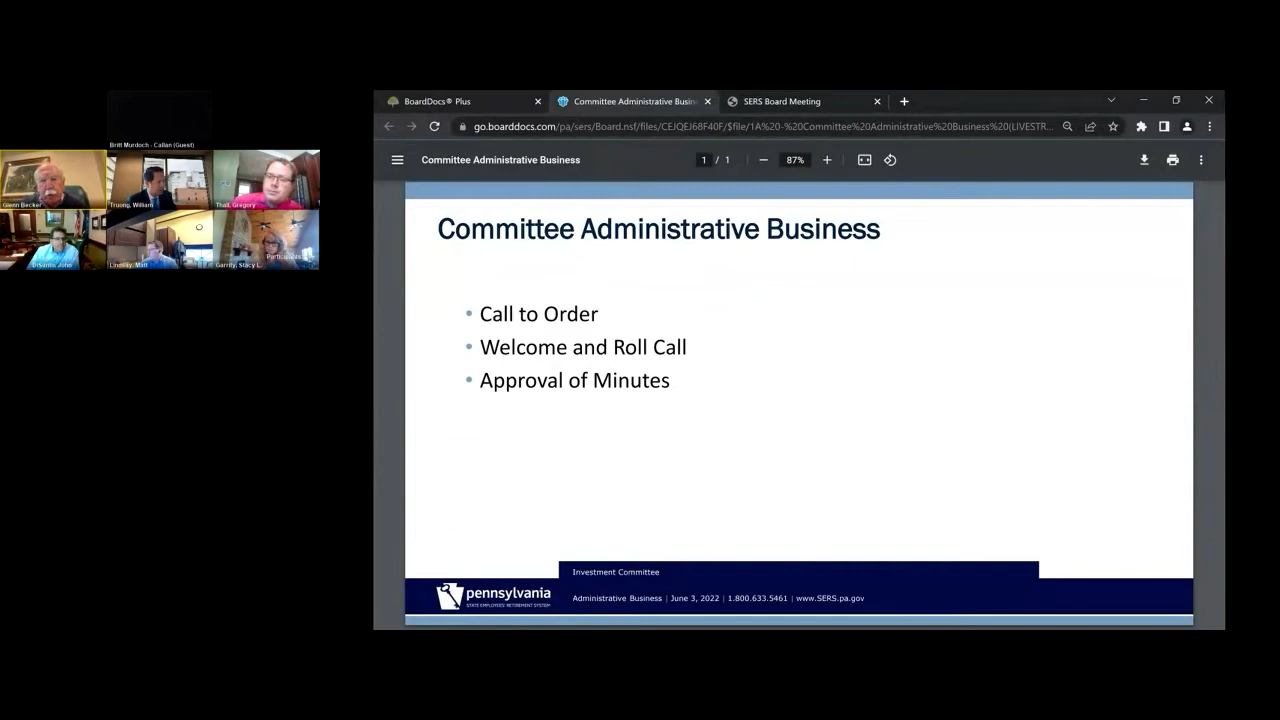 Britt Murdoch - Callan (Guest)
Glenn Becker
Truong, William
Thall, Gregory
DiSanto, John
Lindsay, Matt
Garrity, Stacy L.
BoardDocs® Plus
Committee Administrative Busin
SERS Board Meeting
go.boarddocs.com/pa/sers/Board.nsf/files/CEJQEJ68F40F/$file/1A%20-%20Committee%20Administrative%20Business%20(LIVESTR...
Committee Administrative Business
1 / 1
87%
Committee Administrative Business
• Call to Order
• Welcome and Roll Call
• Approval of Minutes
Investment Committee
pennsylvania
STATE EMPLOYEES' RETIREMENT SYSTEM
Administrative Business | June 3, 2022 | 1.800.633.5461 | www.SERS.pa.gov